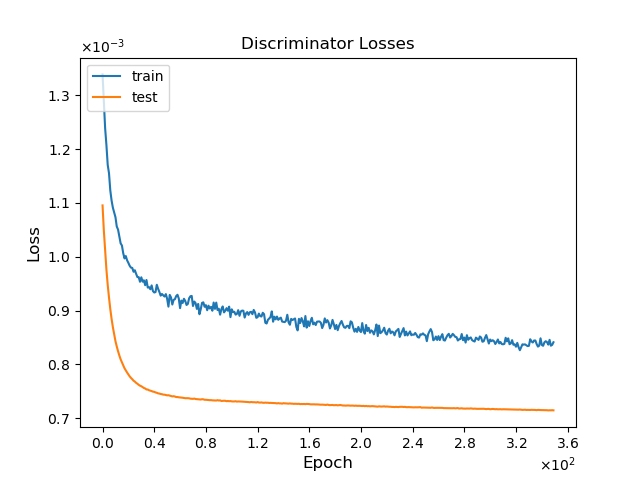 Discriminator Losses
×10⁻³
train
test
1.3
1.2
1.1
1.0
0.9
0.8
0.7
Loss
0.0 0.4 0.8 1.2 1.6 2.0 2.4 2.8 3.2 3.6
Epoch
×10²